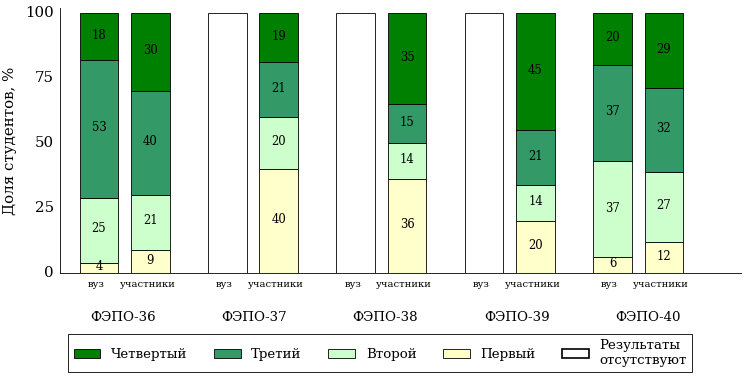 Доля студентов, %
100
75
50
25
0
18 30 19 35 45 20 29
53 40 21 15 21 37 32
25 21 20 14 14 37 27
4 9 40 36 20 6 12
вуз участники вуз участники вуз участники вуз участники вуз участники
ФЭПО-36 ФЭПО-37 ФЭПО-38 ФЭПО-39 ФЭПО-40
Четвертый Третий Второй Первый Результаты
отсутствуют